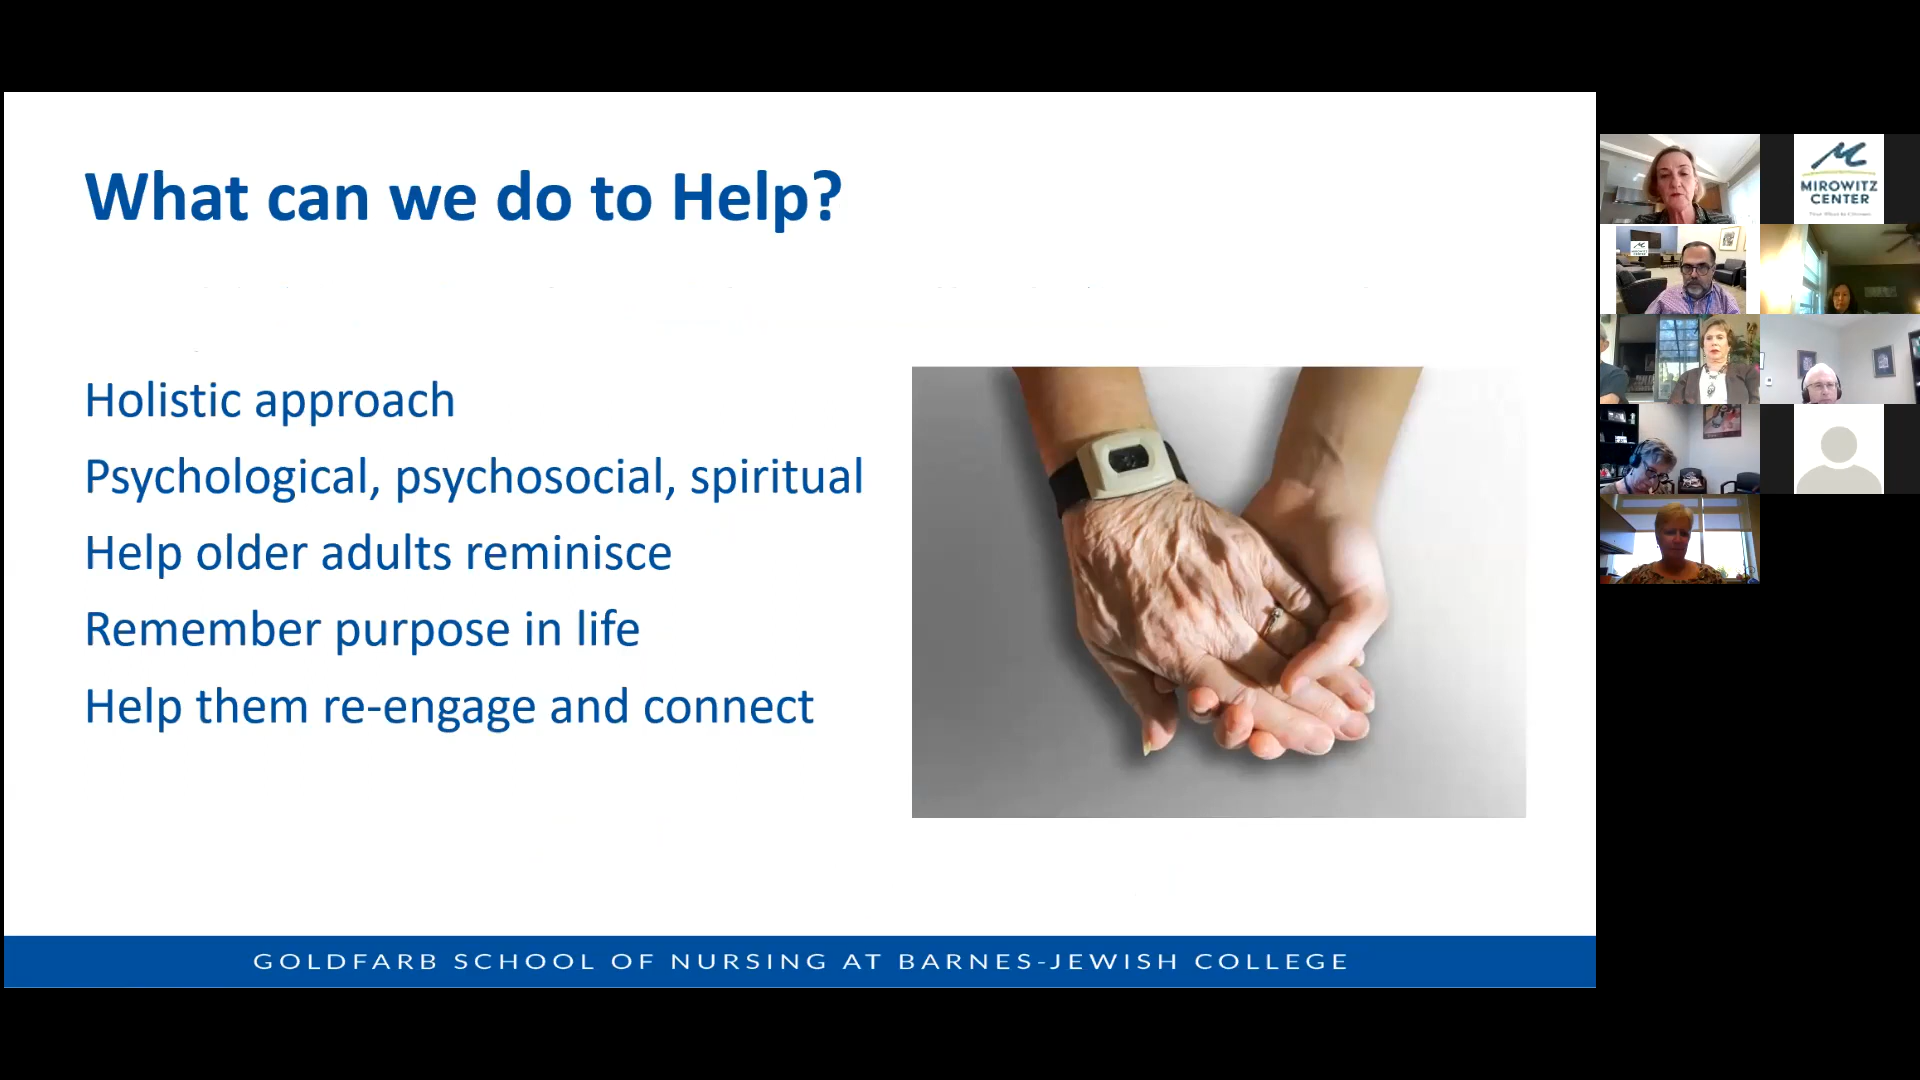 What can we do to Help?
Holistic approach
Psychological, psychosocial, spiritual
Help older adults reminisce
Remember purpose in life
Help them re-engage and connect
GOLDFARB SCHOOL OF NURSING AT BARNES-JEWISH COLLEGE
MIROWITZ
CENTER